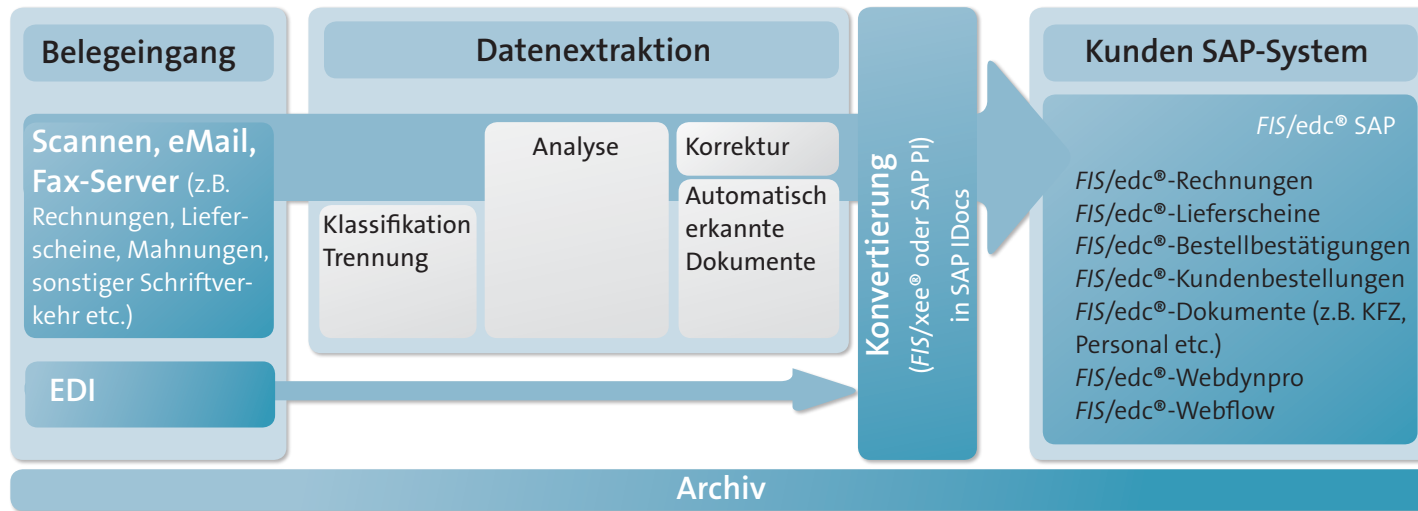 Belegeingang
Scannen, eMail,
Fax-Server (z.B.
Rechnungen, Liefer-
scheine, Mahnungen,
sonstiger Schriftver-
kehr etc.)
EDI
Datenextraktion
Klassifikation
Trennung
Analyse
Korrektur
Automatisch
erkannte
Dokumente
Konvertierung
(FIS/xee® oder SAP PI)
in SAP IDocs
Kunden SAP-System
FIS/edc® SAP
FIS/edc®-Rechnungen
FIS/edc®-Lieferscheine
FIS/edc®-Bestellbestätigungen
FIS/edc®-Kundenbestellungen
FIS/edc®-Dokumente (z.B. KFZ,
Personal etc.)
FIS/edc®-Webdynpro
FIS/edc®-Webflow
Archiv